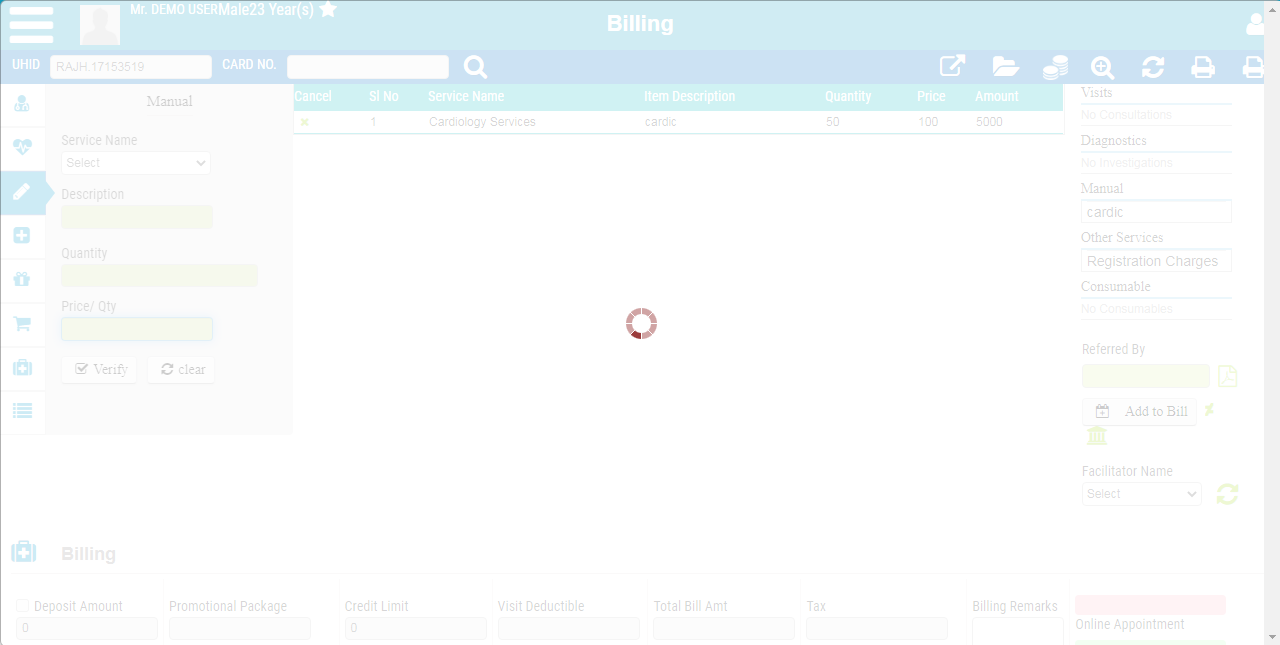 Mr. DEMO USERMale23 Year(s)
Billing
UHID RAJH.17153519 CARD NO.
Manual
Service Name
Select
Description
Quantity
Price/ Qty
Verify clear
Cancel Sl No Service Name Item Description Quantity Price Amount
1 Cardiology Services cardic 50 100 5000
Visits
No Consultations
Diagnostics
No Investigations
Manual
cardic
Other Services
Registration Charges
Consumable
No Consumables
Referred By
Add to Bill
Facilitator Name
Select
Billing
Deposit Amount Promotional Package Credit Limit Visit Deductible Total Bill Amt Tax Billing Remarks
0 0
Online Appointment